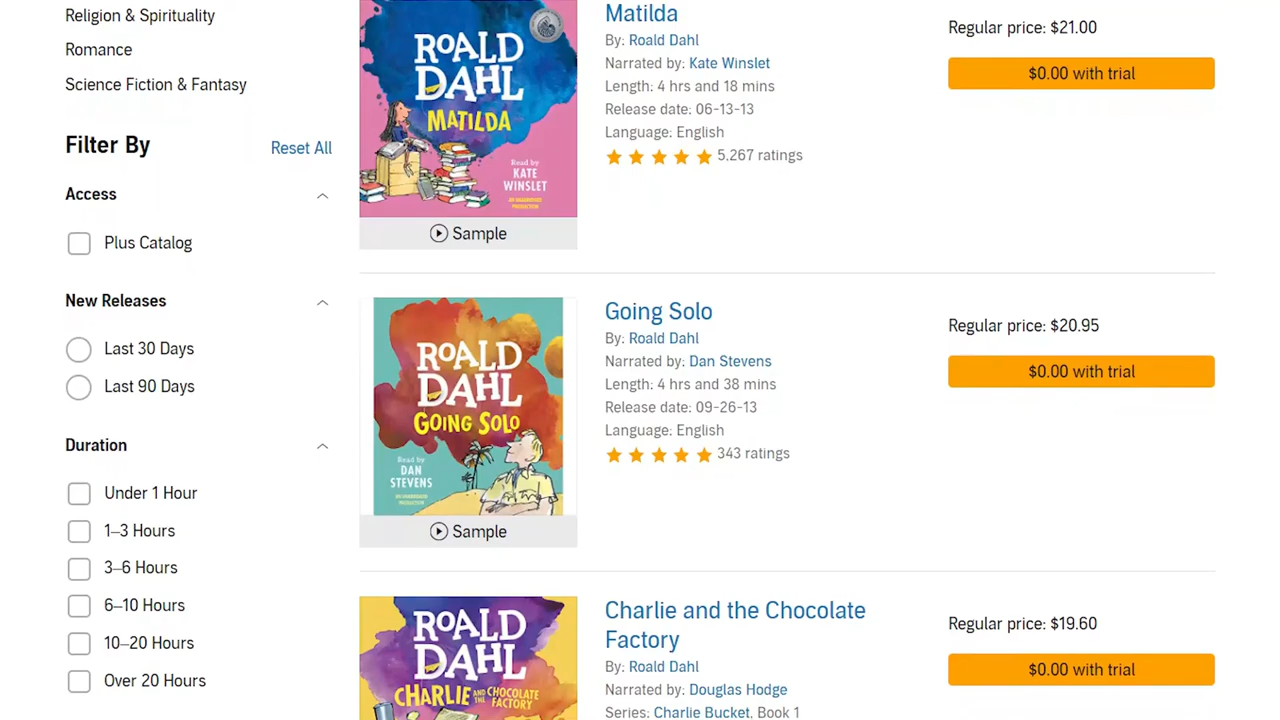 Religion & Spirituality
Romance
Science Fiction & Fantasy
Filter By
Reset All
Access
Plus Catalog
New Releases
Last 30 Days
Last 90 Days
Duration
Under 1 Hour
1–3 Hours
3–6 Hours
6–10 Hours
10–20 Hours
Over 20 Hours
ROALD
DAHL
MATILDA
Read by
KATE
WINSLET
AN UNABRIDGED
PRODUCTION
Sample
Matilda
By: Roald Dahl
Narrated by: Kate Winslet
Length: 4 hrs and 18 mins
Release date: 06-13-13
Language: English
5.267 ratings
Regular price: $21.00
$0.00 with trial
ROALD
DAHL
GOING SOLO
Read by
DAN
STEVENS
AN UNABRIDGED
PRODUCTION
Sample
Going Solo
By: Roald Dahl
Narrated by: Dan Stevens
Length: 4 hrs and 38 mins
Release date: 09-26-13
Language: English
343 ratings
Regular price: $20.95
$0.00 with trial
ROALD
DAHL
CHARLIE AND THE CHOCOLATE
FACTORY
Charlie and the Chocolate
Factory
By: Roald Dahl
Narrated by: Douglas Hodge
Series: Charlie Bucket, Book 1
Regular price: $19.60
$0.00 with trial